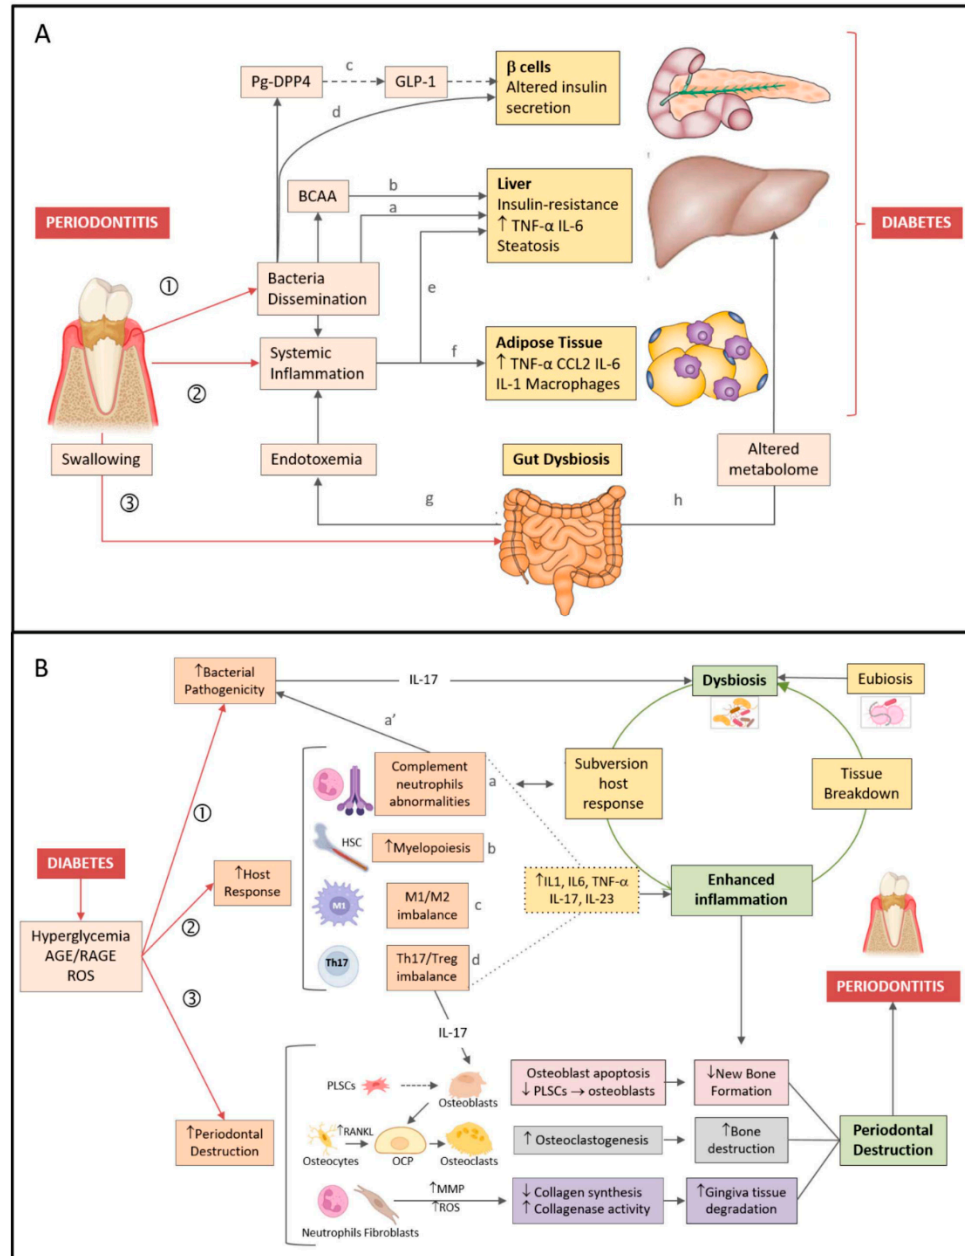 A
Pg-DPP4
c
GLP-1
β cells
Altered insulin
secretion
d
BCAA
b
a
Liver
Insulin-resistance
↑ TNF-α IL-6
Steatosis
PERIODONTITIS
DIABETES
①
Bacteria
Dissemination
e
②
Systemic
Inflammation
f
Adipose Tissue
↑ TNF-α CCL2 IL-6
IL-1 Macrophages
Swallowing
Endotoxemia
Gut Dysbiosis
Altered
metabolome
③
g
h
B
↑Bacterial
Pathogenicity
IL-17
Dysbiosis
Eubiosis
a’
Complement
neutrophils
abnormalities
a
Subversion
host
response
Tissue
Breakdown
①
HSC
↑Myelopoiesis
b
DIABETES
↑Host
Response
②
M1
M1/M2
imbalance
c
↑IL1, IL6, TNF-α
IL-17, IL-23
Enhanced
inflammation
Hyperglycemia
AGE/RAGE
ROS
Th17
Th17/Treg
imbalance
d
③
PERIODONTITIS
IL-17
PLSCs
Osteoblasts
Osteoblast apoptosis
↓ PLSCs → osteoblasts
↓New Bone
Formation
↑Periodontal
Destruction
↑RANKL
Osteocytes
OCP
Osteoclasts
↑ Osteoclastogenesis
↑Bone
destruction
Periodontal
Destruction
Neutrophils Fibroblasts
↑MMP
↑ROS
↓ Collagen synthesis
↑ Collagenase activity
↑Gingiva tissue
degradation